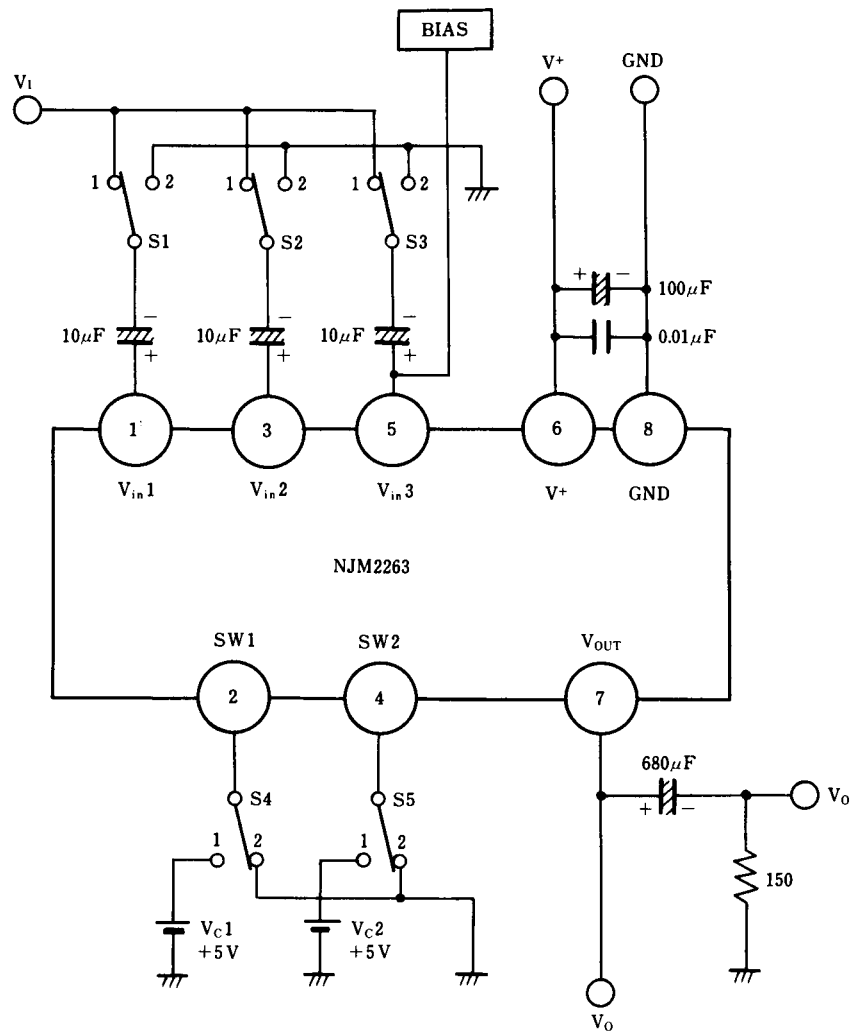 BIAS
V+ GND
V1
1 2 1 2 1 2
S1 S2 S3
+ − 100μF
− − −
10μF 10μF 10μF 0.01μF
+ + +
1 3 5 6 8
Vin1 Vin2 Vin3 V+ GND
NJM2263
SW1 SW2 VOUT
2 4 7
680μF
S4 S5 + − VO
1 2 1 2
150
VC1 VC2
+5V +5V
VO